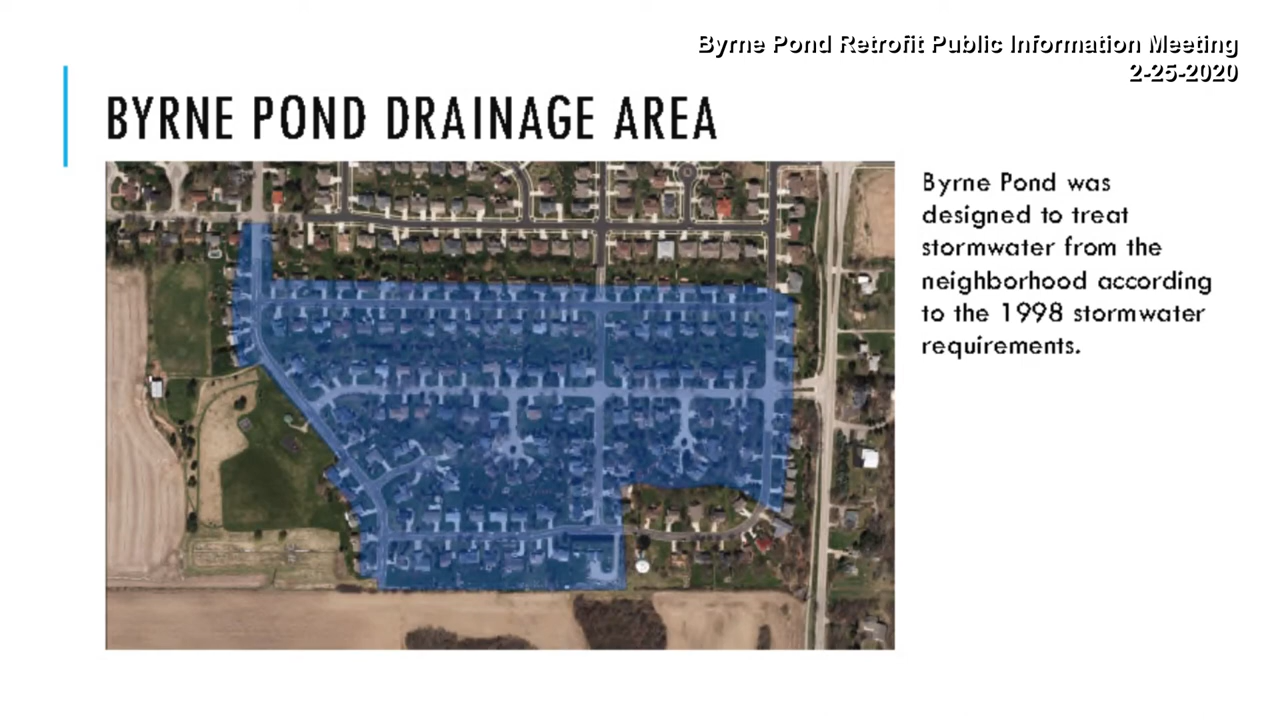 Byrne Pond Retrofit Public Information Meeting
2-25-2020
BYRNE POND DRAINAGE AREA
Byrne Pond was
designed to treat
stormwater from the
neighborhood according
to the 1998 stormwater
requirements.